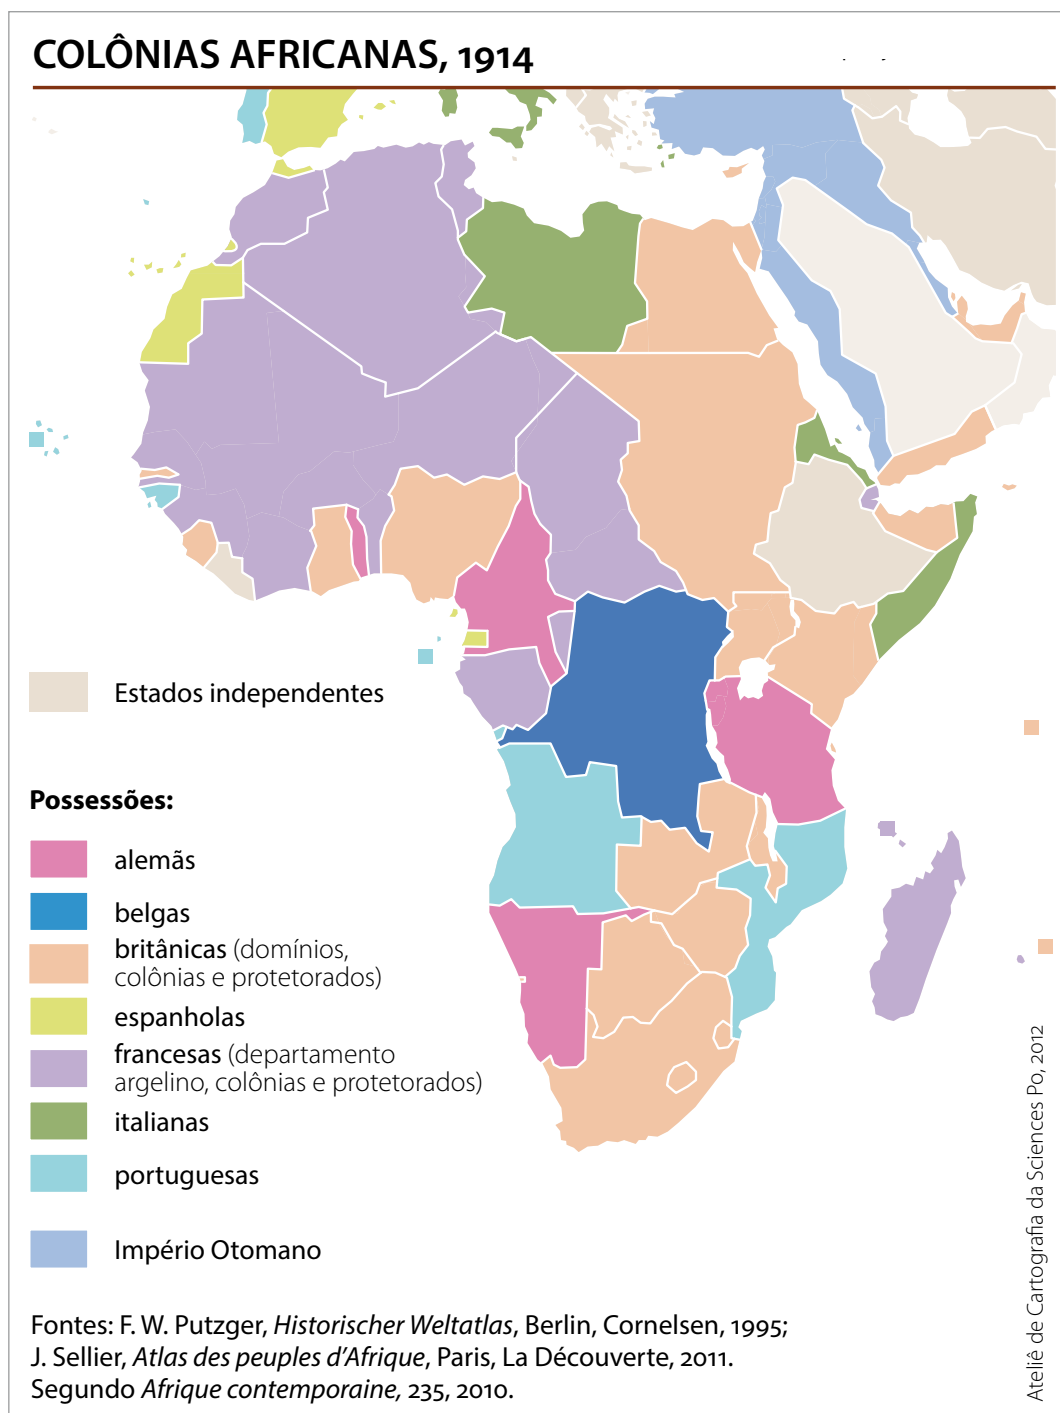 COLÔNIAS AFRICANAS, 1914
Estados independentes
Possessões:
alemãs
belgas
britânicas (domínios,
colônias e protetorados)
espanholas
francesas (departamento
argelino, colônias e protetorados)
italianas
portuguesas
Império Otomano
Fontes: F. W. Putzger, Historischer Weltatlas, Berlin, Cornelsen, 1995;
J. Sellier, Atlas des peuples d'Afrique, Paris, La Découverte, 2011.
Segundo Afrique contemporaine, 235, 2010.
Ateliê de Cartografia da Sciences Po, 2012